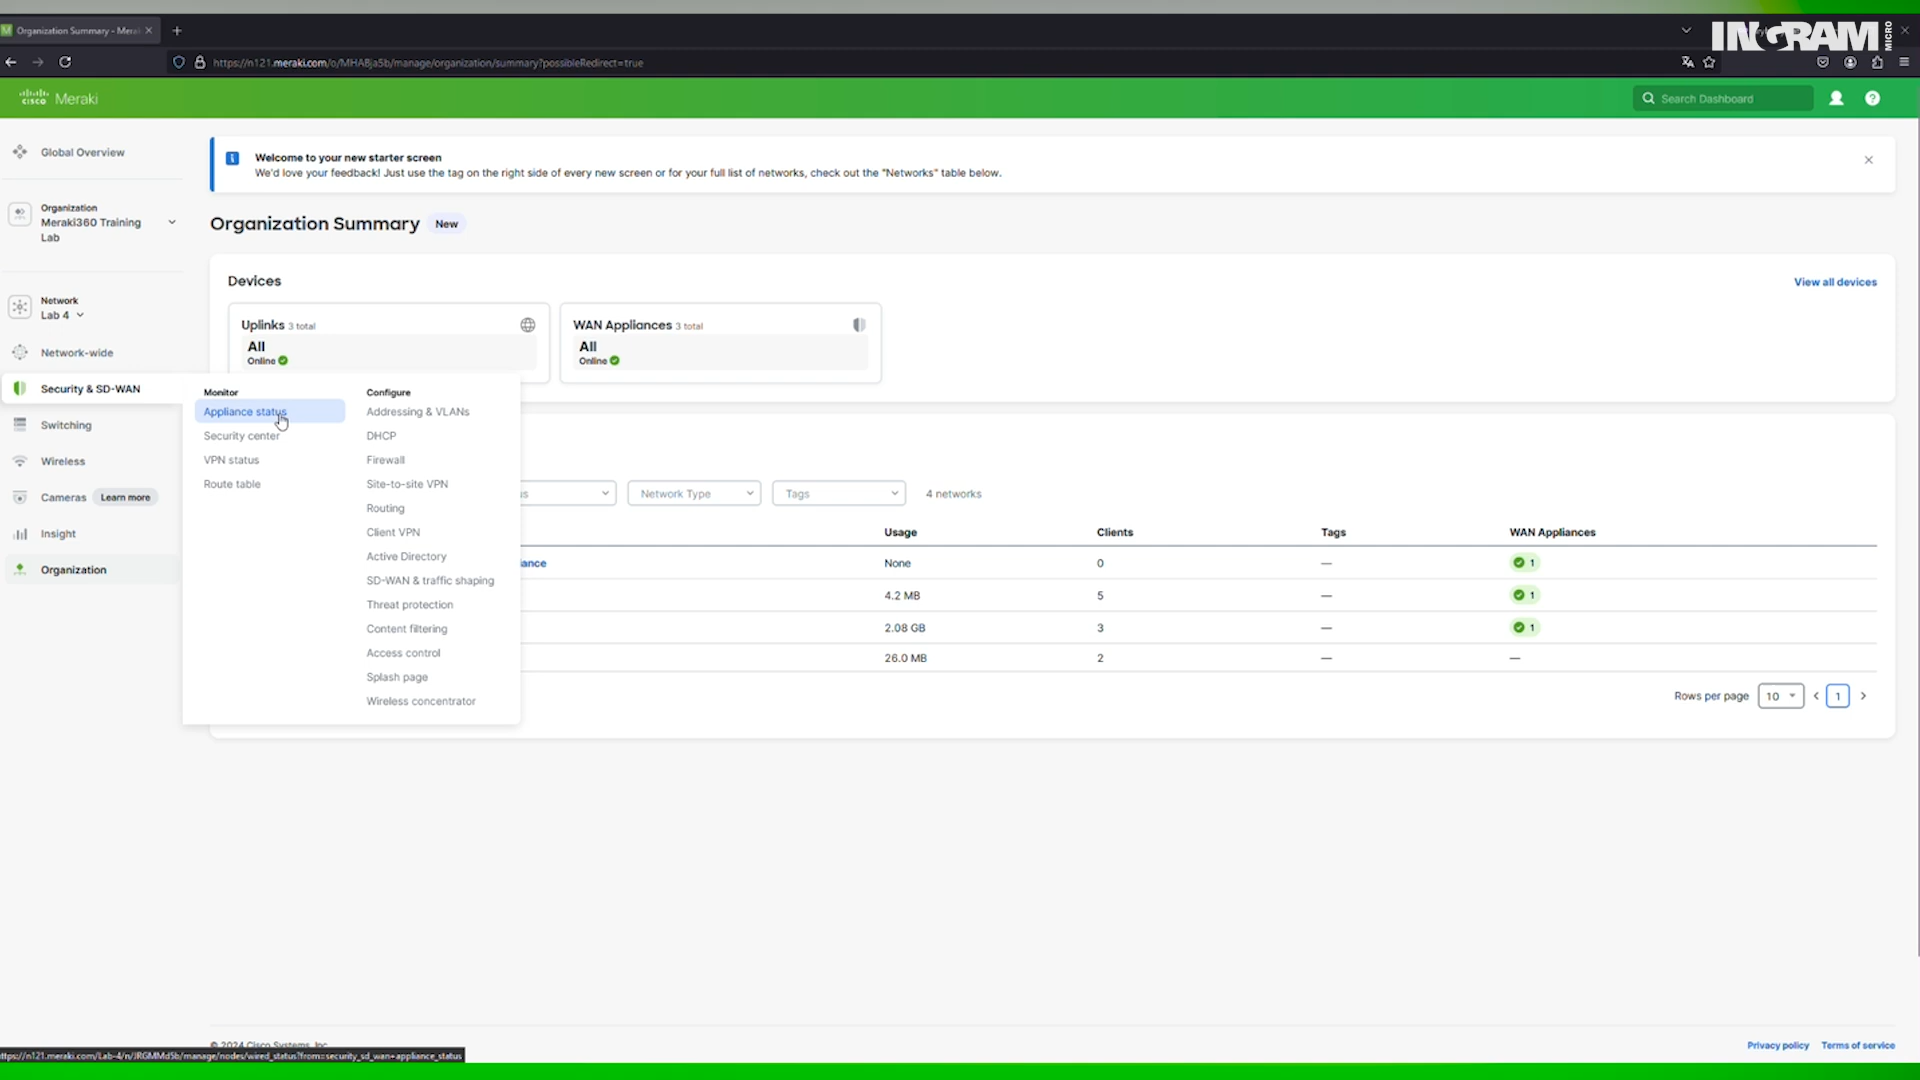 Organization Summary - Mera
INGRAM MICRO
https://n121.meraki.com/o/MHABja5b/manage/organization/summary?possibleRedirect=true
cisco Meraki
Search Dashboard
Global Overview
Welcome to your new starter screen
We'd love your feedback! Just use the tag on the right side of every new screen or for your full list of networks, check out the "Networks" table below.
Organization
Meraki360 Training
Lab
Organization Summary New
Devices
View all devices
Network
Lab 4
Uplinks 3 total
All
Online
WAN Appliances 3 total
All
Online
Network-wide
Security & SD-WAN
Switching
Wireless
Cameras Learn more
Insight
Organization
Monitor
Appliance status
Security center
VPN status
Route table
Configure
Addressing & VLANs
DHCP
Firewall
Site-to-site VPN
Routing
Client VPN
Active Directory
SD-WAN & traffic shaping
Threat protection
Content filtering
Access control
Splash page
Wireless concentrator
us
Network Type
Tags
4 networks
Usage Clients Tags WAN Appliances
iance None 0 — 1
4.2 MB 5 — 1
2.08 GB 3 — 1
26.0 MB 2 — —
Rows per page 10 1
© 2024 Cisco Systems, Inc.
Privacy policy Terms of service
ttps://n121.meraki.com/Lab-4/n/JRGMMd5b/manage/nodes/wired_status?from=security_sd_wan+appliance_status